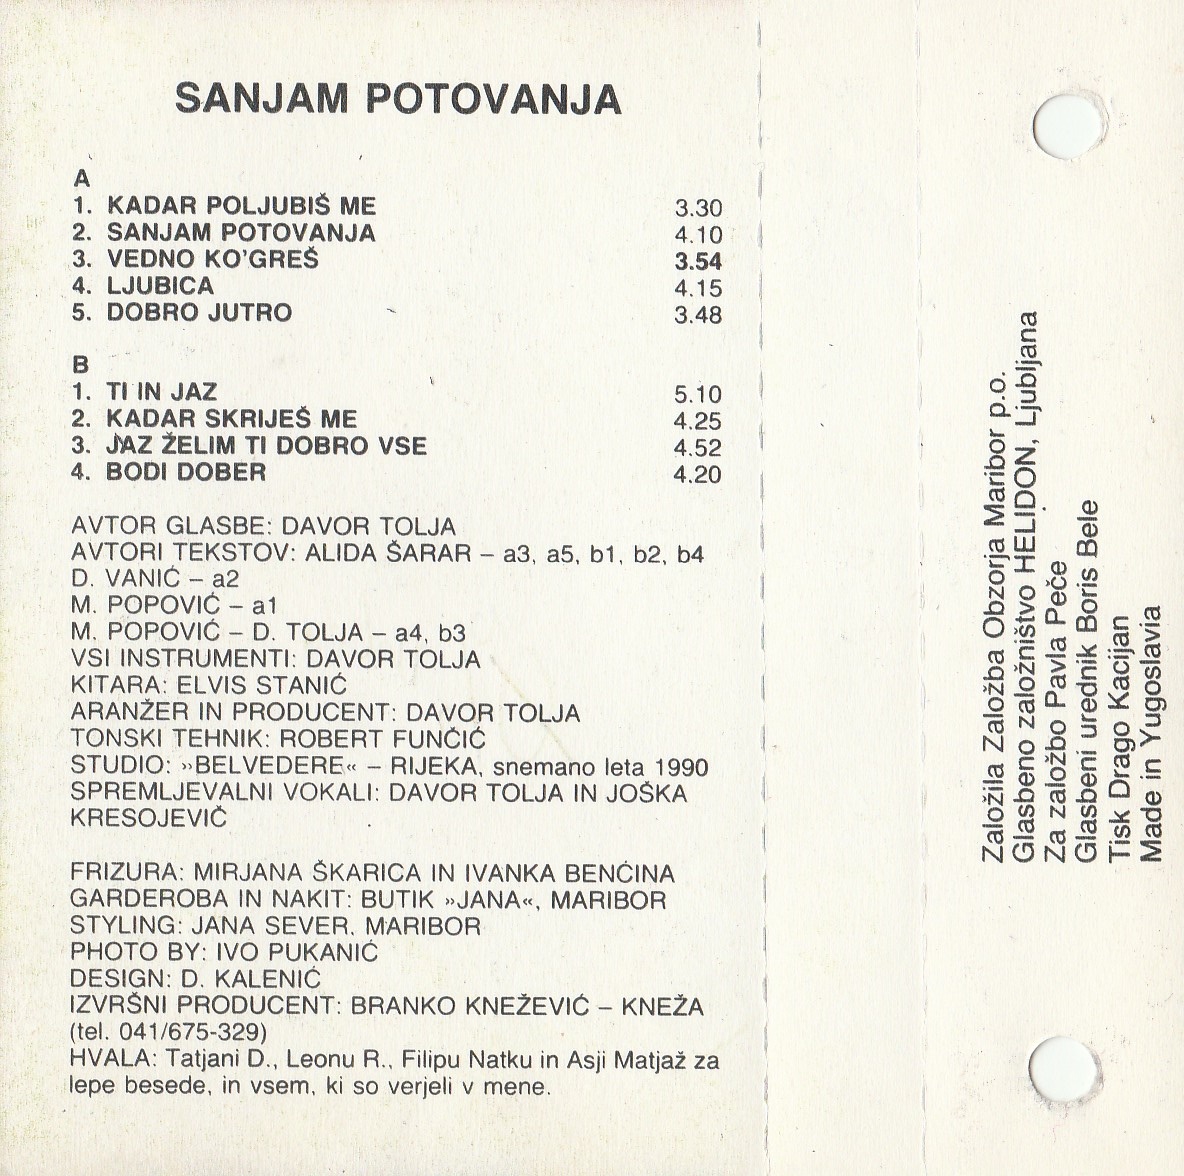 SANJAM POTOVANJA
A
1. KADAR POLJUBIŠ ME 3.30
2. SANJAM POTOVANJA 4.10
3. VEDNO KO'GREŠ 3.54
4. LJUBICA 4.15
5. DOBRO JUTRO 3.48
B
1. TI IN JAZ 5.10
2. KADAR SKRIJEŠ ME 4.25
3. JAZ ŽELIM TI DOBRO VSE 4.52
4. BODI DOBER 4.20
AVTOR GLASBE: DAVOR TOLJA
AVTORI TEKSTOV: ALIDA ŠARAR – a3, a5, b1, b2, b4
D. VANIĆ – a2
M. POPOVIĆ – a1
M. POPOVIĆ – D. TOLJA – a4, b3
VSI INSTRUMENTI: DAVOR TOLJA
KITARA: ELVIS STANIĆ
ARANŽER IN PRODUCENT: DAVOR TOLJA
TONSKI TEHNIK: ROBERT FUNČIĆ
STUDIO: »BELVEDERE« – RIJEKA, snemano leta 1990
SPREMLJEVALNI VOKALI: DAVOR TOLJA IN JOŠKA
KRESOJEVIČ
FRIZURA: MIRJANA ŠKARICA IN IVANKA BENĆINA
GARDEROBA IN NAKIT: BUTIK »JANA«, MARIBOR
STYLING: JANA SEVER, MARIBOR
PHOTO BY: IVO PUKANIĆ
DESIGN: D. KALENIĆ
IZVRŠNI PRODUCENT: BRANKO KNEŽEVIĆ – KNEŽA
(tel. 041/675-329)
HVALA: Tatjani D., Leonu R., Filipu Natku in Asji Matjaž za
lepe besede, in vsem, ki so verjeli v mene.
Založila Založba Obzorja Maribor p.o.
Glasbeno založništvo HELIDON, Ljubljana
Za založbo Pavla Peče
Glasbeni urednik Boris Bele
Tisk Drago Kacijan
Made in Yugoslavia